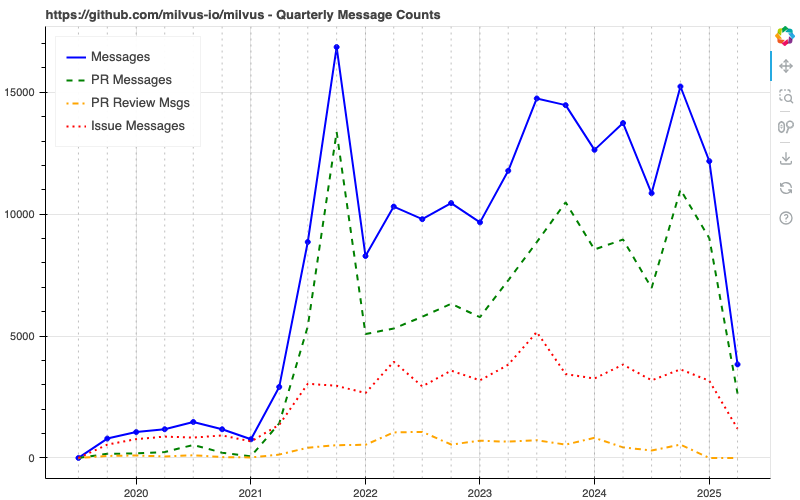 https://github.com/milvus-io/milvus - Quarterly Message Counts
Messages
PR Messages
PR Review Msgs
Issue Messages
15000
10000
5000
0
2020 2021 2022 2023 2024 2025